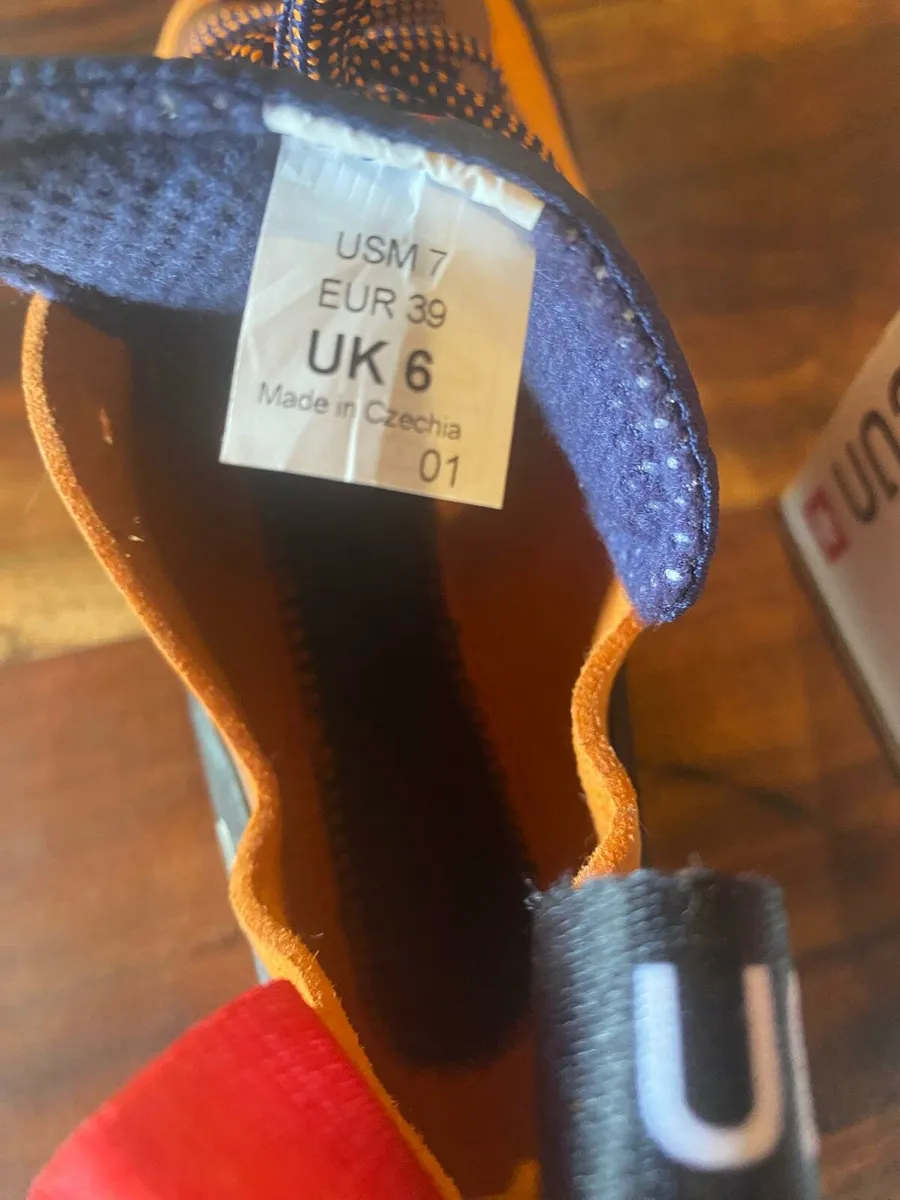 USM 7
EUR 39
UK 6
Made in Czechia
01
U